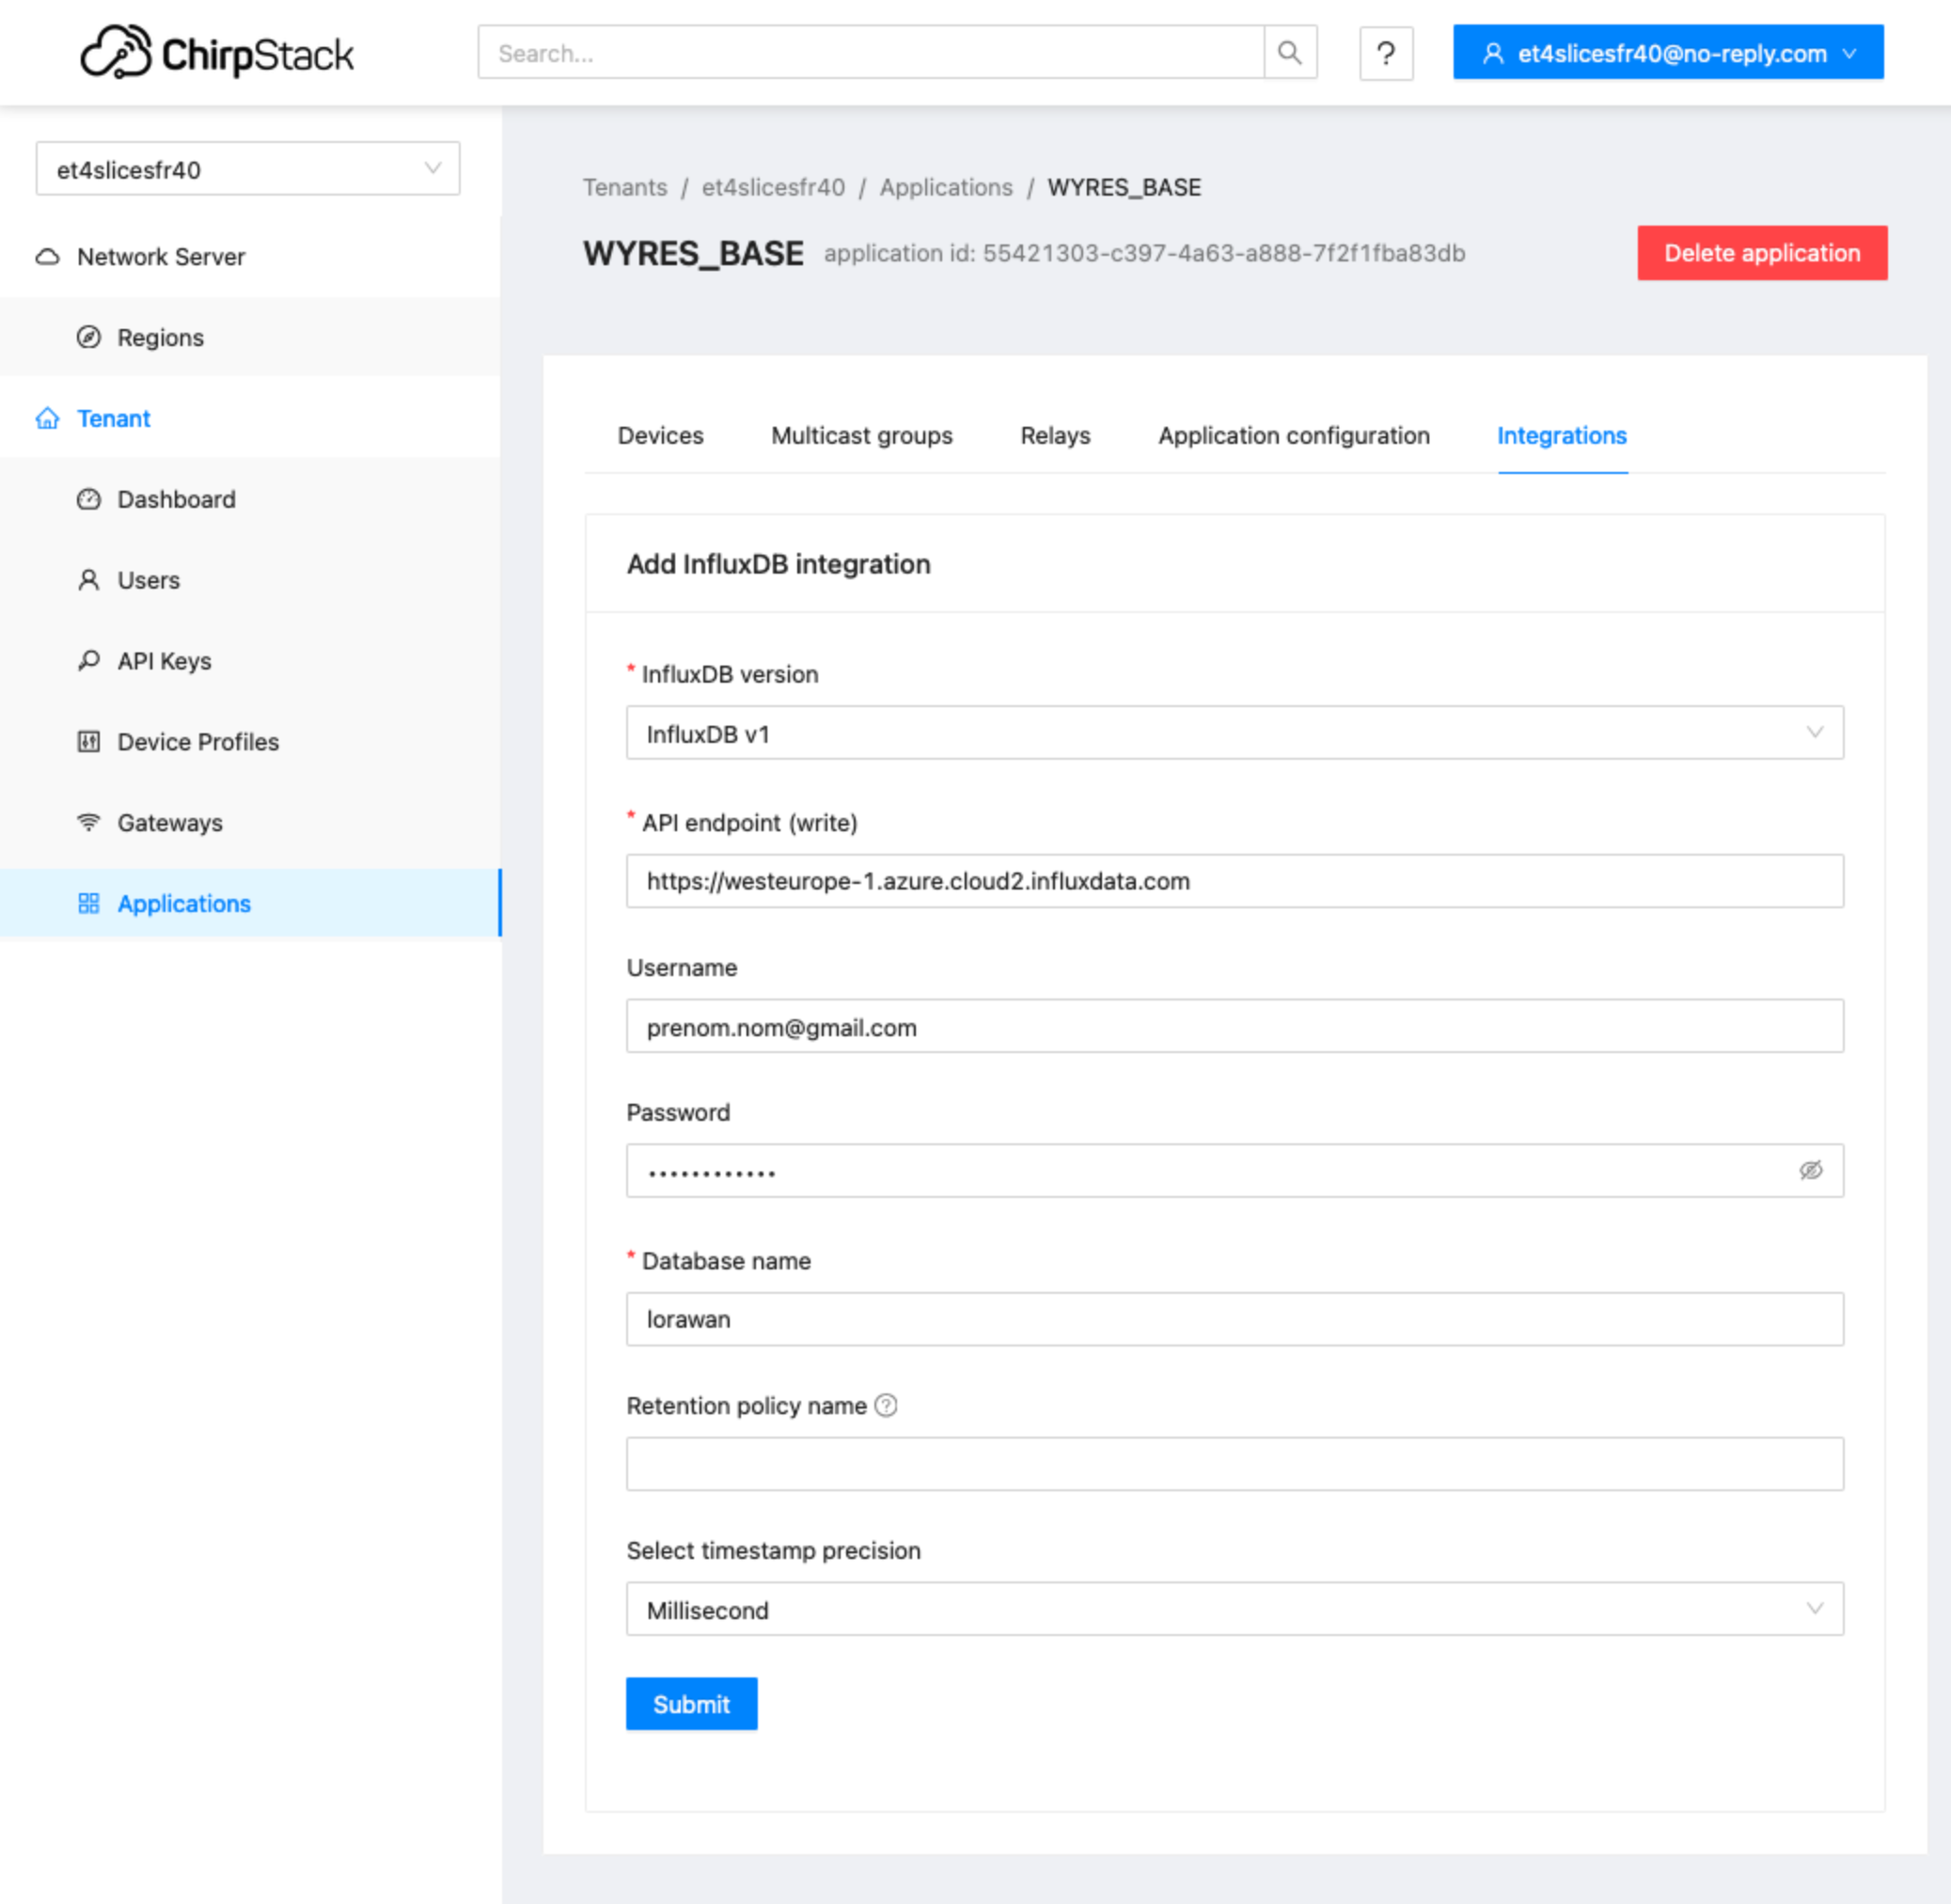 ChirpStack
Search...
?
et4slicesfr40@no-reply.com
et4slicesfr40
Network Server
Regions
Tenant
Dashboard
Users
API Keys
Device Profiles
Gateways
Applications
Tenants / et4slicesfr40 / Applications / WYRES_BASE
WYRES_BASE application id: 55421303-c397-4a63-a888-7f2f1fba83db
Delete application
Devices Multicast groups Relays Application configuration Integrations
Add InfluxDB integration
* InfluxDB version
InfluxDB v1
* API endpoint (write)
https://westeurope-1.azure.cloud2.influxdata.com
Username
prenom.nom@gmail.com
Password
••••••••••••
* Database name
lorawan
Retention policy name ?
Select timestamp precision
Millisecond
Submit